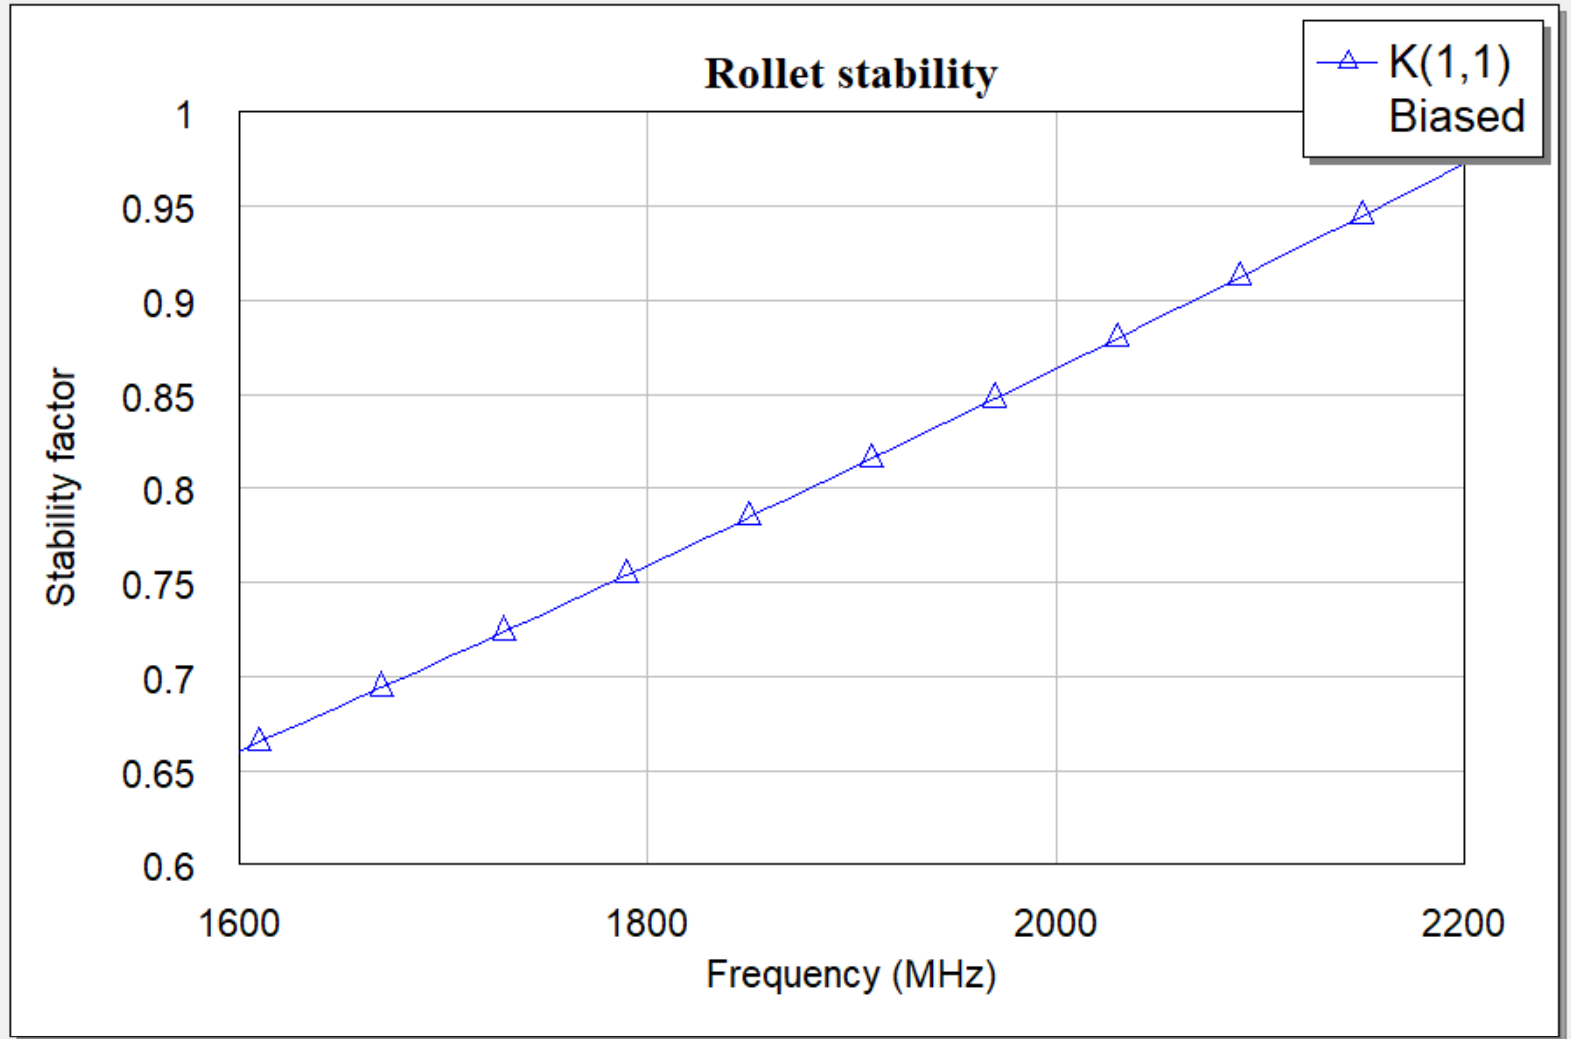 Rollet stability
K(1,1)
Biased
1
0.95
0.9
0.85
0.8
0.75
0.7
0.65
0.6
Stability factor
1600
1800
2000
2200
Frequency (MHz)